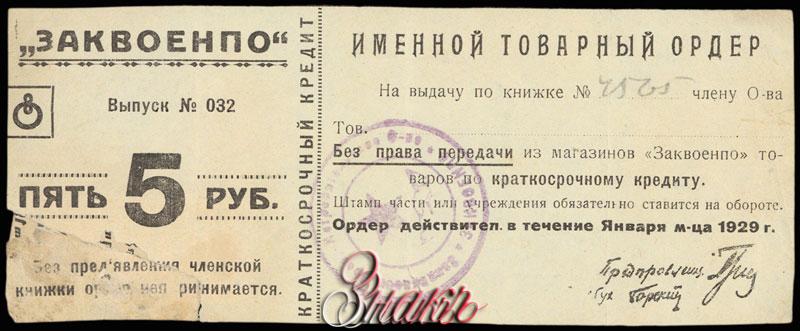 „ЗАКВОЕНПО“
Выпуск № 032
ПЯТЬ 5 РУБ.
Без предъявления членской
книжки не принимается.
КРАТКОСРОЧНЫЙ КРЕДИТ
ИМЕННОЙ ТОВАРНЫЙ ОРДЕР
На выдачу по книжке № 4565 члену О-ва
Тов.
Без права передачи из магазинов «Заквоенпо» то-
варов по краткосрочному кредиту.
Штамп части или учреждения обязательно ставится на обороте.
Ордер действител. в течение Января м-ца 1929 г.
Знакъ